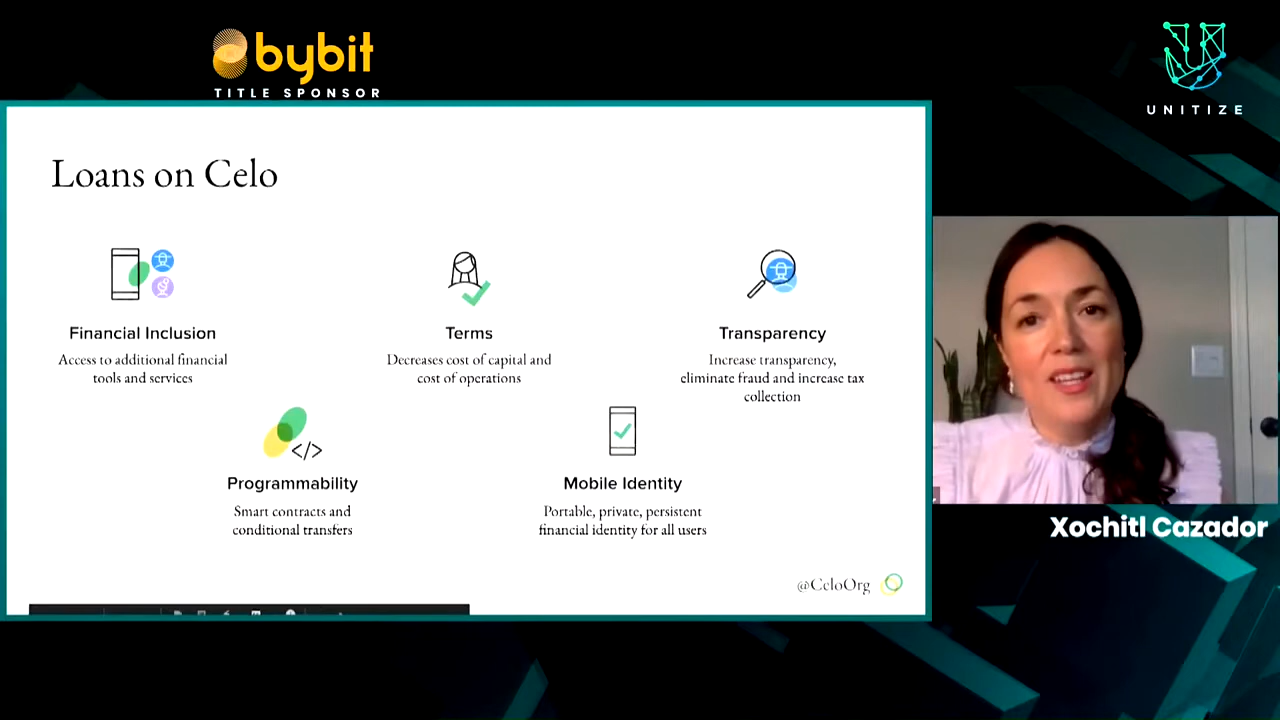 bybit
TITLE SPONSOR
UNITIZE
Loans on Celo
Financial Inclusion
Access to additional financial
tools and services
Terms
Decreases cost of capital and
cost of operations
Transparency
Increase transparency,
eliminate fraud and increase tax
collection
</>
Programmability
Smart contracts and
conditional transfers
Mobile Identity
Portable, private, persistent
financial identity for all users
@CeloOrg
Xochitl Cazador